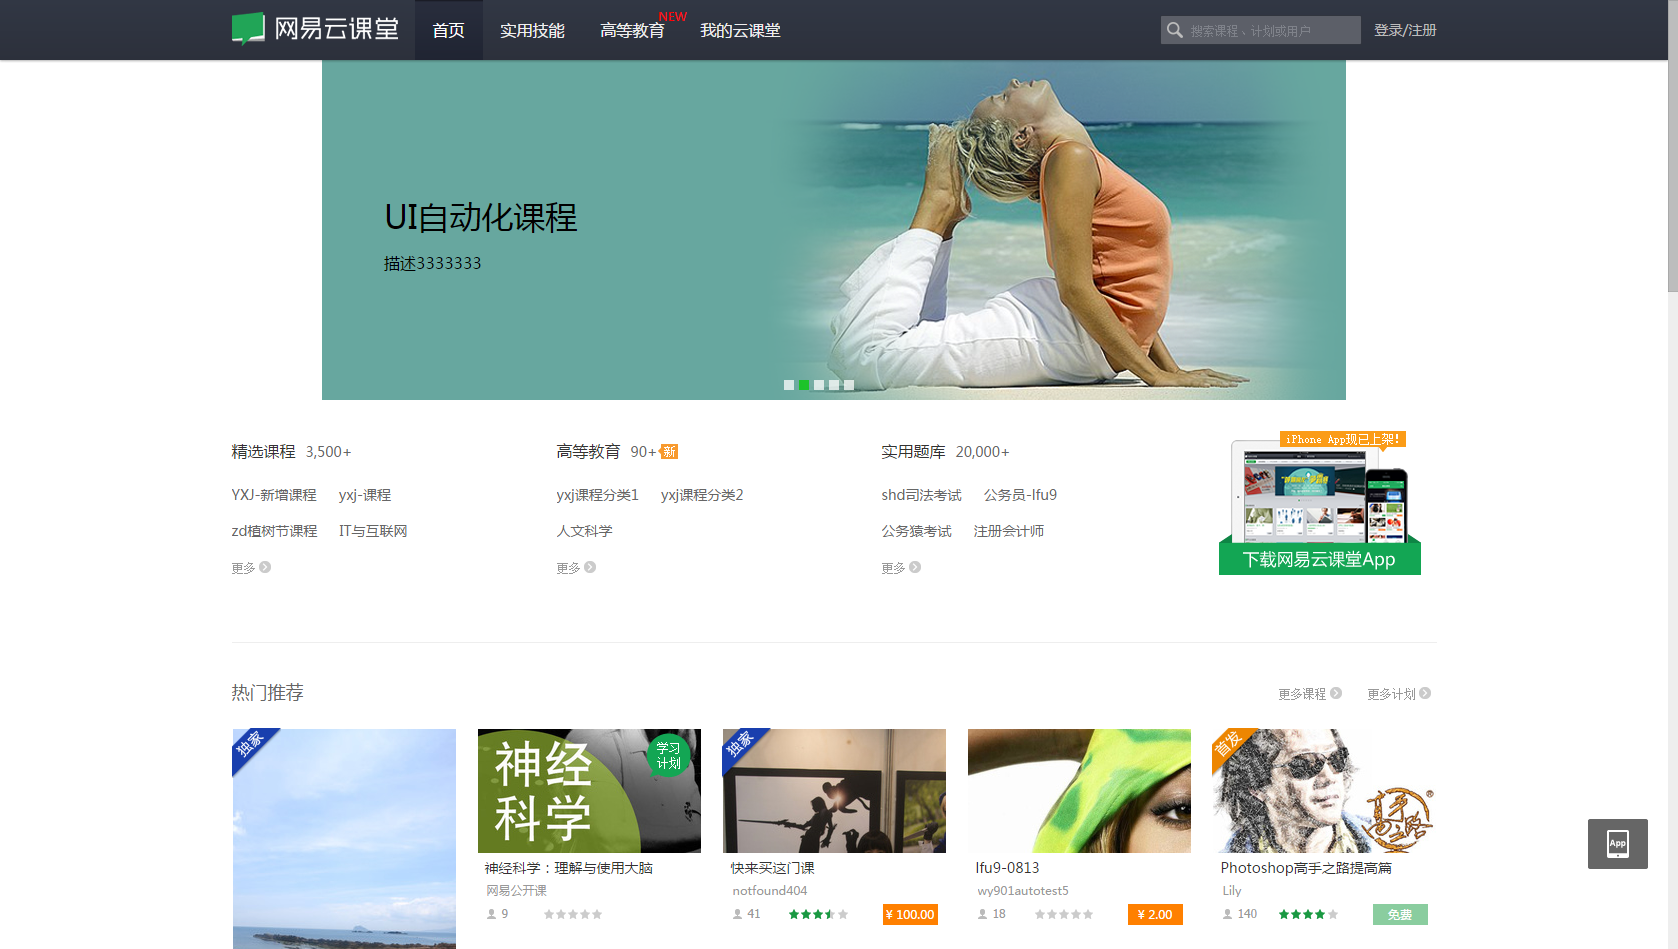 网易云课堂 首页 实用技能 高等教育 NEW 我的云课堂 搜索课程、计划或用户 登录/注册
UI自动化课程
描述3333333
精选课程 3,500+
YXJ-新增课程 yxj-课程
zd植树节课程 IT与互联网
更多
高等教育 90+ 新
yxj课程分类1 yxj课程分类2
人文科学
更多
实用题库 20,000+
shd司法考试 公务员-lfu9
公务猿考试 注册会计师
更多
iPhone App现已上架!
下载网易云课堂App
热门推荐 更多课程 更多计划
独家
神经
科学
学习
计划
神经科学：理解与使用大脑
网易公开课
9
独家
快来买这门课
notfound404
41 ¥ 100.00
lfu9-0813
wy901autotest5
18 ¥ 2.00
首发
Photoshop高手之路提高篇
Lily
140 免费
App